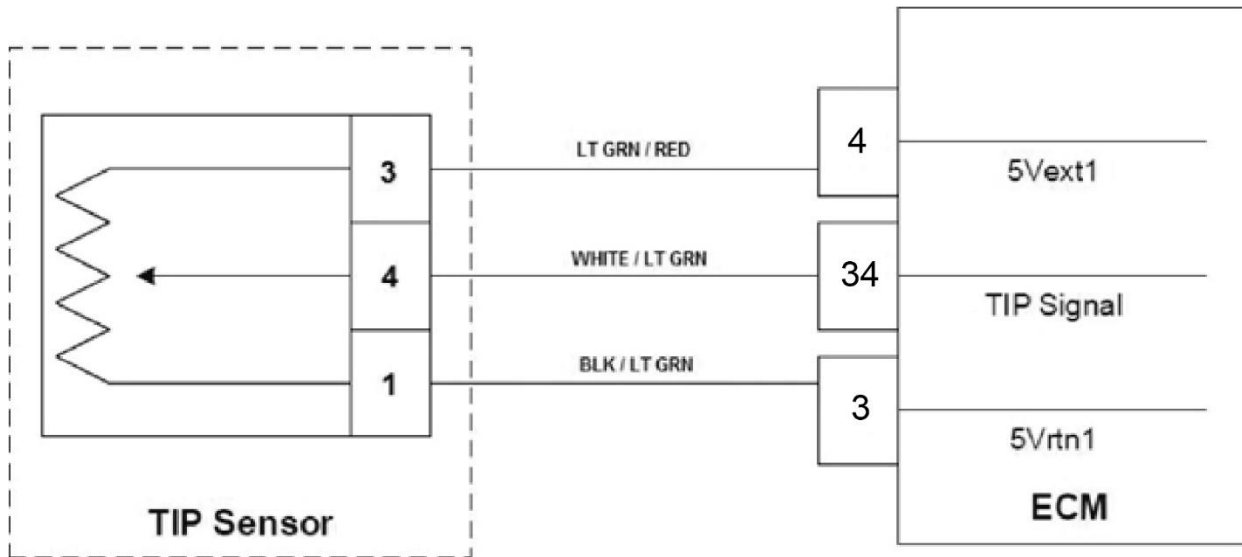 LT GRN / RED
3
4
5Vext1
WHITE / LT GRN
4
34
TIP Signal
BLK / LT GRN
1
3
5Vrtn1
TIP Sensor
ECM